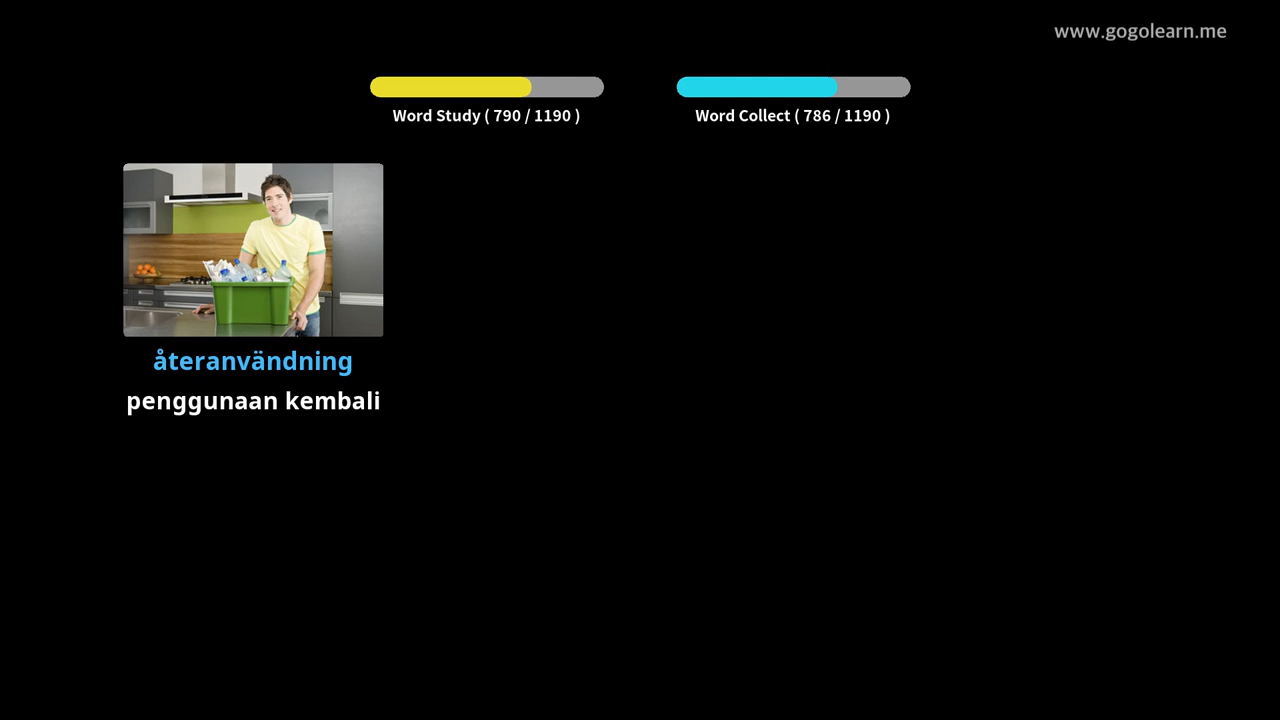 www.gogolearn.me
Word Study ( 790 / 1190 )
Word Collect ( 786 / 1190 )
återanvändning
penggunaan kembali